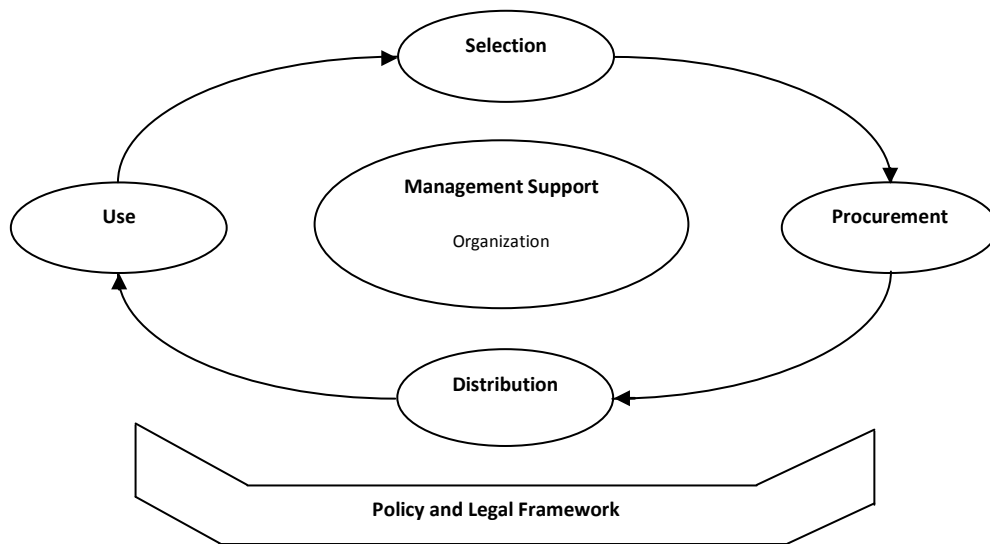 Selection
Management Support
Use
Procurement
Organization
Distribution
Policy and Legal Framework